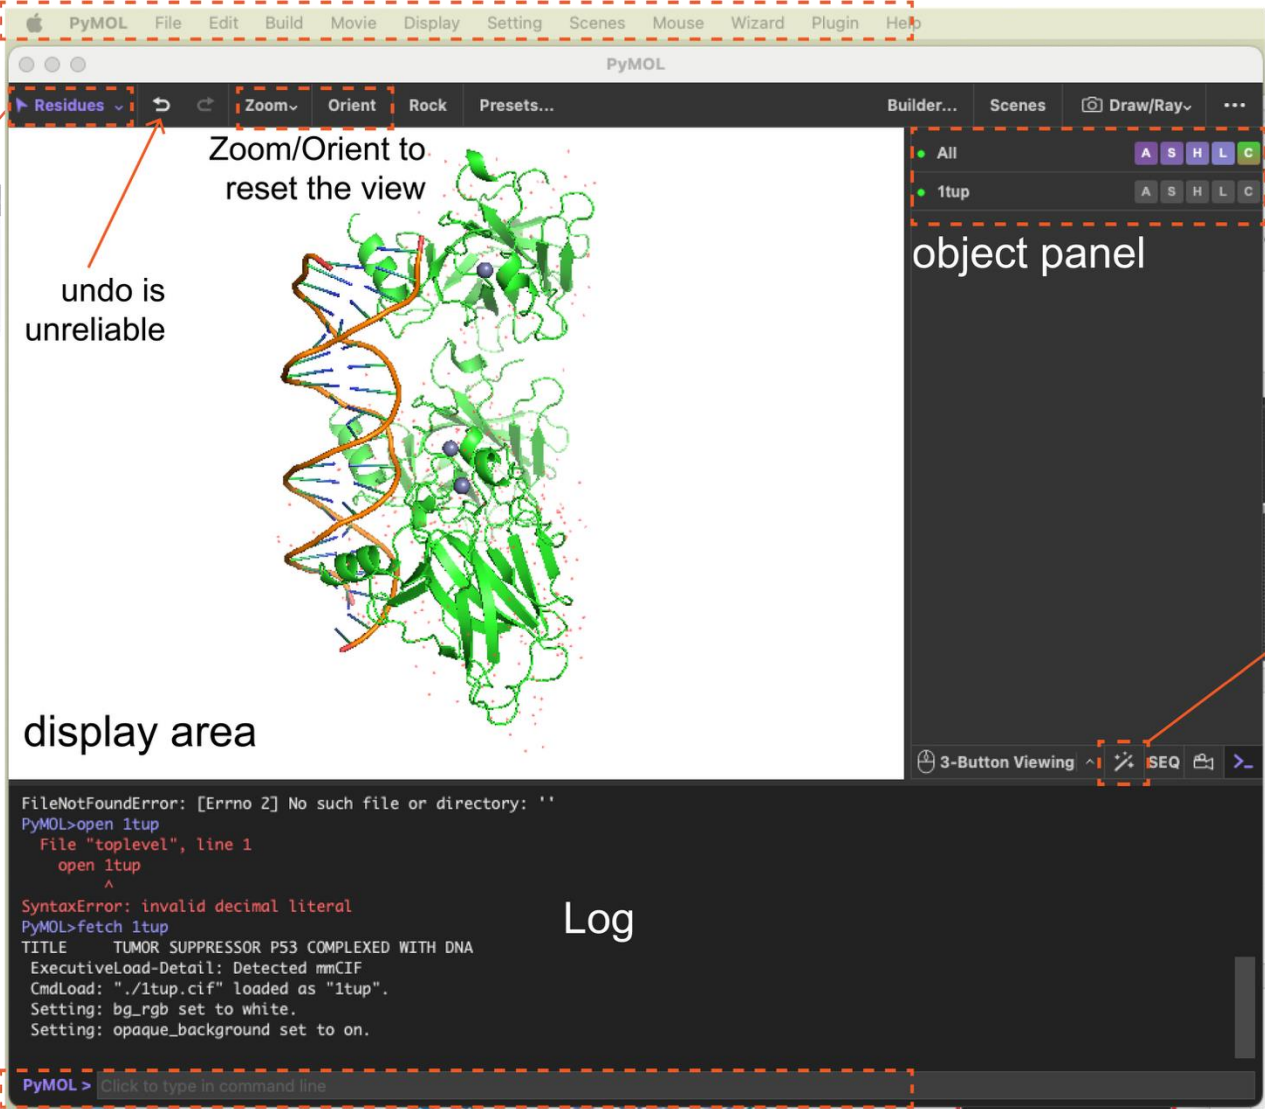 PyMOL File Edit Build Movie Display Setting Scenes Mouse Wizard Plugin Help
PyMOL
Residues Zoom Orient Rock Presets... Builder... Scenes Draw/Ray ...
Zoom/Orient to
reset the view
undo is
unreliable
display area
All A S H L C
1tup A S H L C
object panel
3-Button Viewing SEQ >_
FileNotFoundError: [Errno 2] No such file or directory: ''
PyMOL>open 1tup
File "toplevel", line 1
open 1tup
^
SyntaxError: invalid decimal literal
PyMOL>fetch 1tup
TITLE TUMOR SUPPRESSOR P53 COMPLEXED WITH DNA
ExecutiveLoad-Detail: Detected mmCIF
CmdLoad: "./1tup.cif" loaded as "1tup".
Setting: bg_rgb set to white.
Setting: opaque_background set to on.
Log
PyMOL > Click to type in command line